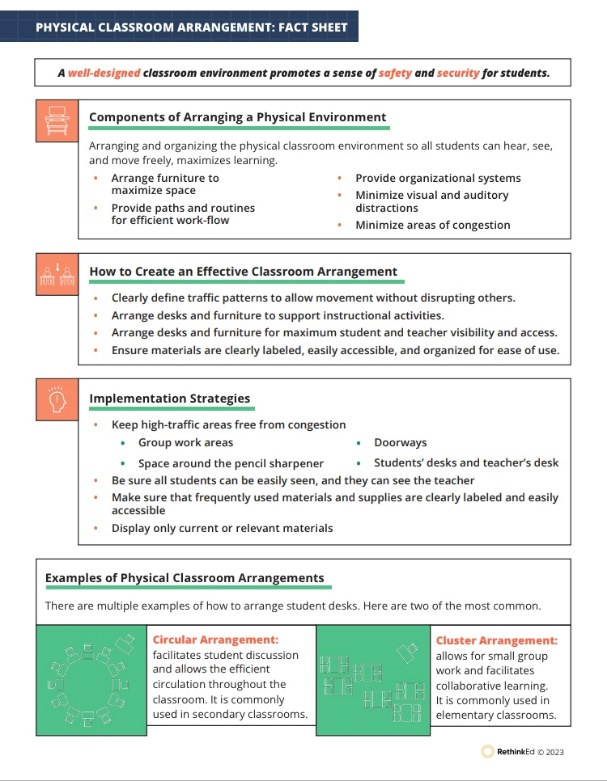 PHYSICAL CLASSROOM ARRANGEMENT: FACT SHEET
A well-designed classroom environment promotes a sense of safety and security for students.
Components of Arranging a Physical Environment
Arranging and organizing the physical classroom environment so all students can hear, see,
and move freely, maximizes learning.
• Arrange furniture to
maximize space
• Provide paths and routines
for efficient work-flow
• Provide organizational systems
• Minimize visual and auditory
distractions
• Minimize areas of congestion
How to Create an Effective Classroom Arrangement
• Clearly define traffic patterns to allow movement without disrupting others.
• Arrange desks and furniture to support instructional activities.
• Arrange desks and furniture for maximum student and teacher visibility and access.
• Ensure materials are clearly labeled, easily accessible, and organized for ease of use.
Implementation Strategies
• Keep high-traffic areas free from congestion
• Group work areas
• Doorways
• Space around the pencil sharpener
• Students’ desks and teacher’s desk
• Be sure all students can be easily seen, and they can see the teacher
• Make sure that frequently used materials and supplies are clearly labeled and easily
accessible
• Display only current or relevant materials
Examples of Physical Classroom Arrangements
There are multiple examples of how to arrange student desks. Here are two of the most common.
Circular Arrangement:
facilitates student discussion
and allows the efficient
circulation throughout the
classroom. It is commonly
used in secondary classrooms.
Cluster Arrangement:
allows for small group
work and facilitates
collaborative learning.
It is commonly used in
elementary classrooms.
RethinkEd © 2023